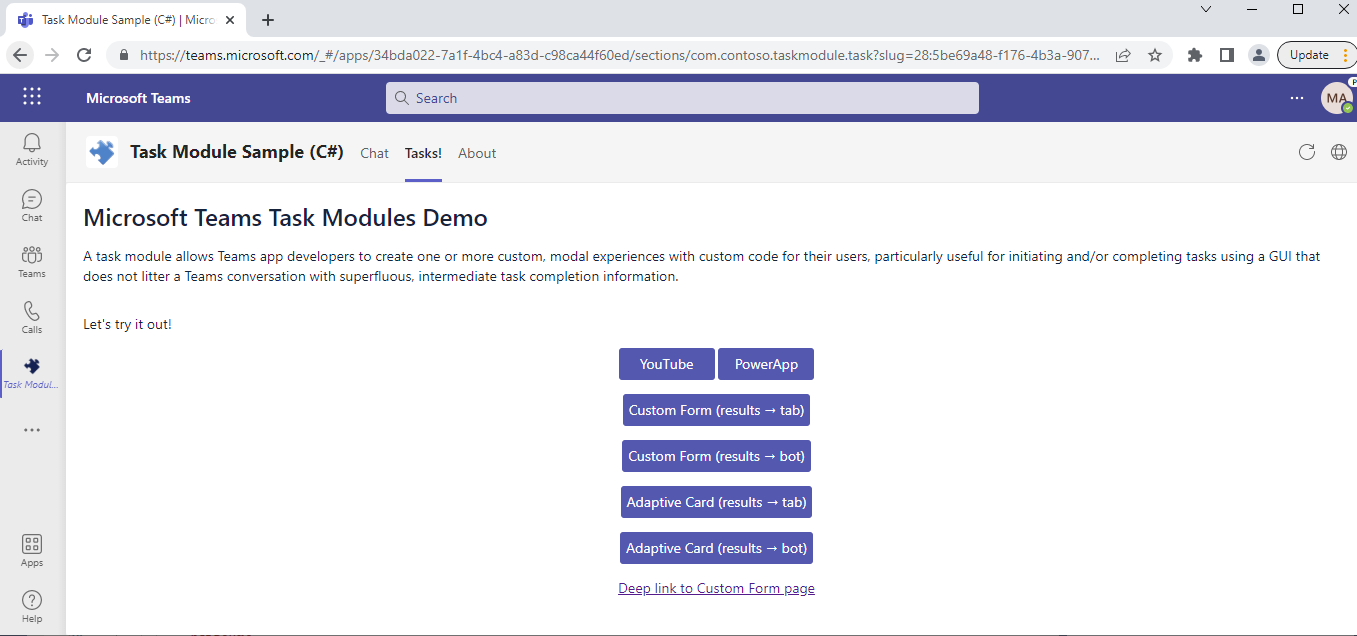 Task Module Sample (C#) | Micro
https://teams.microsoft.com/_#/apps/34bda022-7a1f-4bc4-a83d-c98ca44f60ed/sections/com.contoso.taskmodule.task?slug=28:5be69a48-f176-4b3a-907...
Update
Microsoft Teams
Search
MA
P
Activity
Chat
Teams
Calls
Task Modul...
Apps
Help
Task Module Sample (C#)
Chat
Tasks!
About
Microsoft Teams Task Modules Demo
A task module allows Teams app developers to create one or more custom, modal experiences with custom code for their users, particularly useful for initiating and/or completing tasks using a GUI that
does not litter a Teams conversation with superfluous, intermediate task completion information.
Let's try it out!
YouTube
PowerApp
Custom Form (results → tab)
Custom Form (results → bot)
Adaptive Card (results → tab)
Adaptive Card (results → bot)
Deep link to Custom Form page